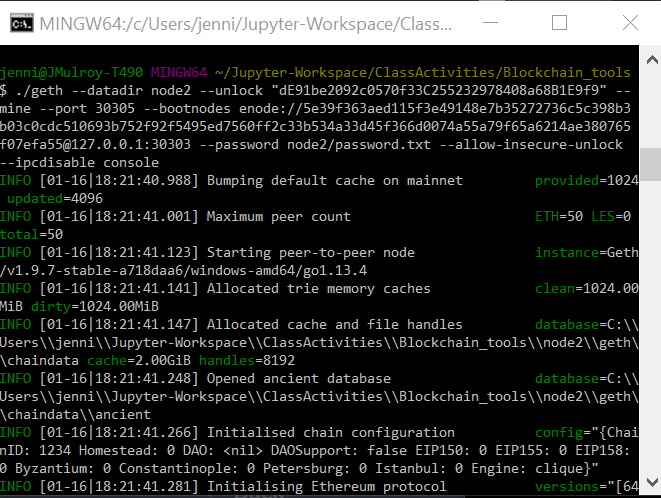 MINGW64:/c/Users/jenni/Jupyter-Workspace/Class...
jenni@JMulroy-T490 MINGW64 ~/Jupyter-Workspace/ClassActivities/Blockchain_tools
$ ./geth --datadir node2 --unlock "dE91be2092c0570f33C255232978408a68B1E9f9" --
mine --port 30305 --bootnodes enode://5e39f363aed115f3e49148e7b35272736c5c398b3
b03c0cdc510693b752f92f5495ed7560ff2c33b534a33d45f366d0074a55a79f65a6214ae380765
f07efa55@127.0.0.1:30303 --password node2/password.txt --allow-insecure-unlock
--ipcdisable console
INFO [01-16|18:21:40.988] Bumping default cache on mainnet         provided=1024
 updated=4096
INFO [01-16|18:21:41.001] Maximum peer count                       ETH=50 LES=0
total=50
INFO [01-16|18:21:41.123] Starting peer-to-peer node               instance=Geth
/v1.9.7-stable-a718daa6/windows-amd64/go1.13.4
INFO [01-16|18:21:41.141] Allocated trie memory caches             clean=1024.00
MiB dirty=1024.00MiB
INFO [01-16|18:21:41.147] Allocated cache and file handles         database=C:\\
Users\\jenni\\Jupyter-Workspace\\ClassActivities\\Blockchain_tools\\node2\\geth\
\chaindata cache=2.00GiB handles=8192
INFO [01-16|18:21:41.248] Opened ancient database                  database=C:\\
Users\\jenni\\Jupyter-Workspace\\ClassActivities\\Blockchain_tools\\node2\\geth\
\chaindata\\ancient
INFO [01-16|18:21:41.266] Initialised chain configuration          config="{Chai
nID: 1234 Homestead: 0 DAO: <nil> DAOSupport: false EIP150: 0 EIP155: 0 EIP158:
0 Byzantium: 0 Constantinople: 0 Petersburg: 0 Istanbul: 0 Engine: clique}"
INFO [01-16|18:21:41.281] Initialising Ethereum protocol           versions="[64